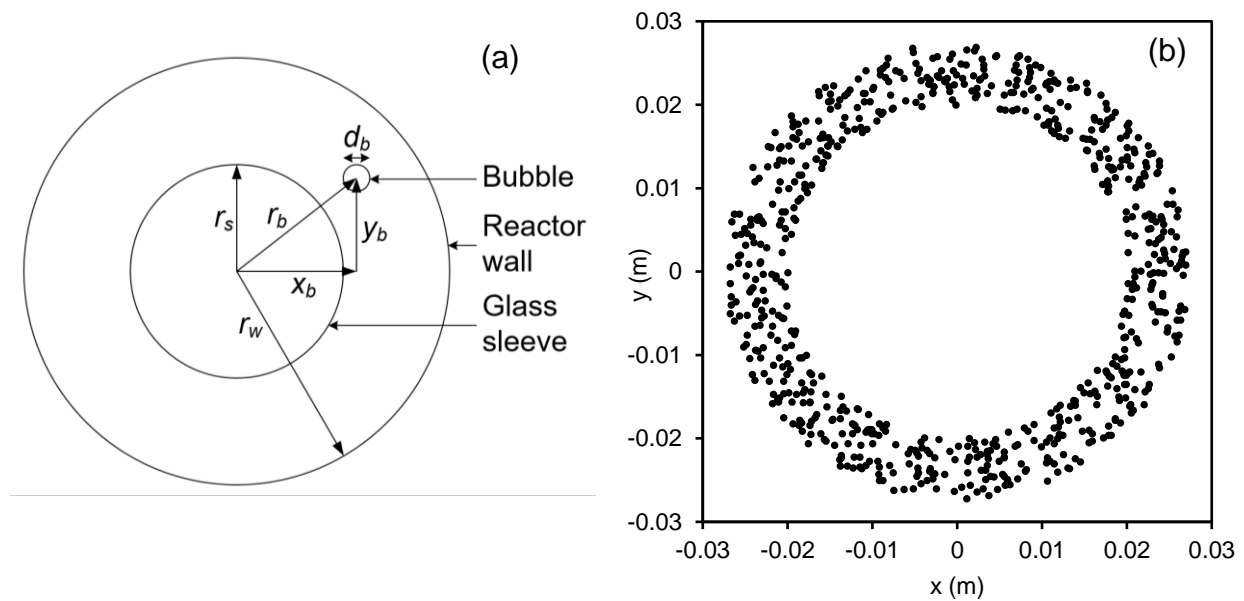 (a)
d_b
Bubble
r_s
r_b
y_b
Reactor
wall
x_b
Glass
sleeve
r_w
(b)
0.03
0.02
0.01
0
-0.01
-0.02
-0.03
y (m)
-0.03 -0.02 -0.01 0 0.01 0.02 0.03
x (m)